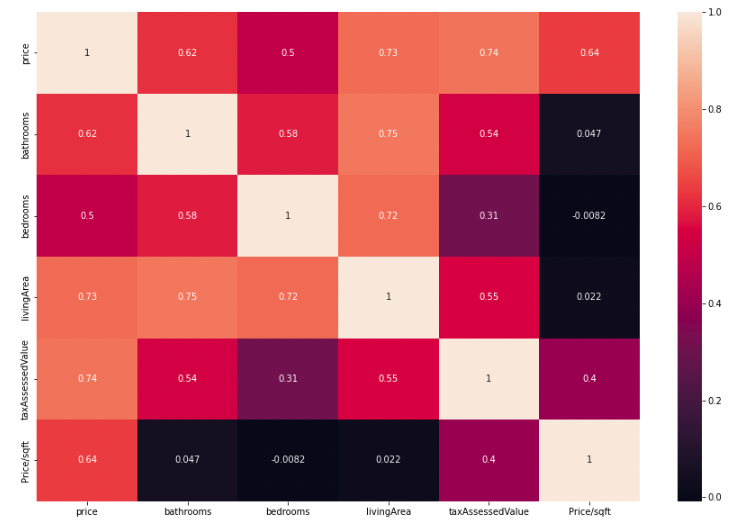 price 1 0.62 0.5 0.73 0.74 0.64
bathrooms 0.62 1 0.58 0.75 0.54 0.047
bedrooms 0.5 0.58 1 0.72 0.31 -0.0082
livingArea 0.73 0.75 0.72 1 0.55 0.022
taxAssessedValue 0.74 0.54 0.31 0.55 1 0.4
Price/sqft 0.64 0.047 -0.0082 0.022 0.4 1
price bathrooms bedrooms livingArea taxAssessedValue Price/sqft
1.0
0.8
0.6
0.4
0.2
0.0